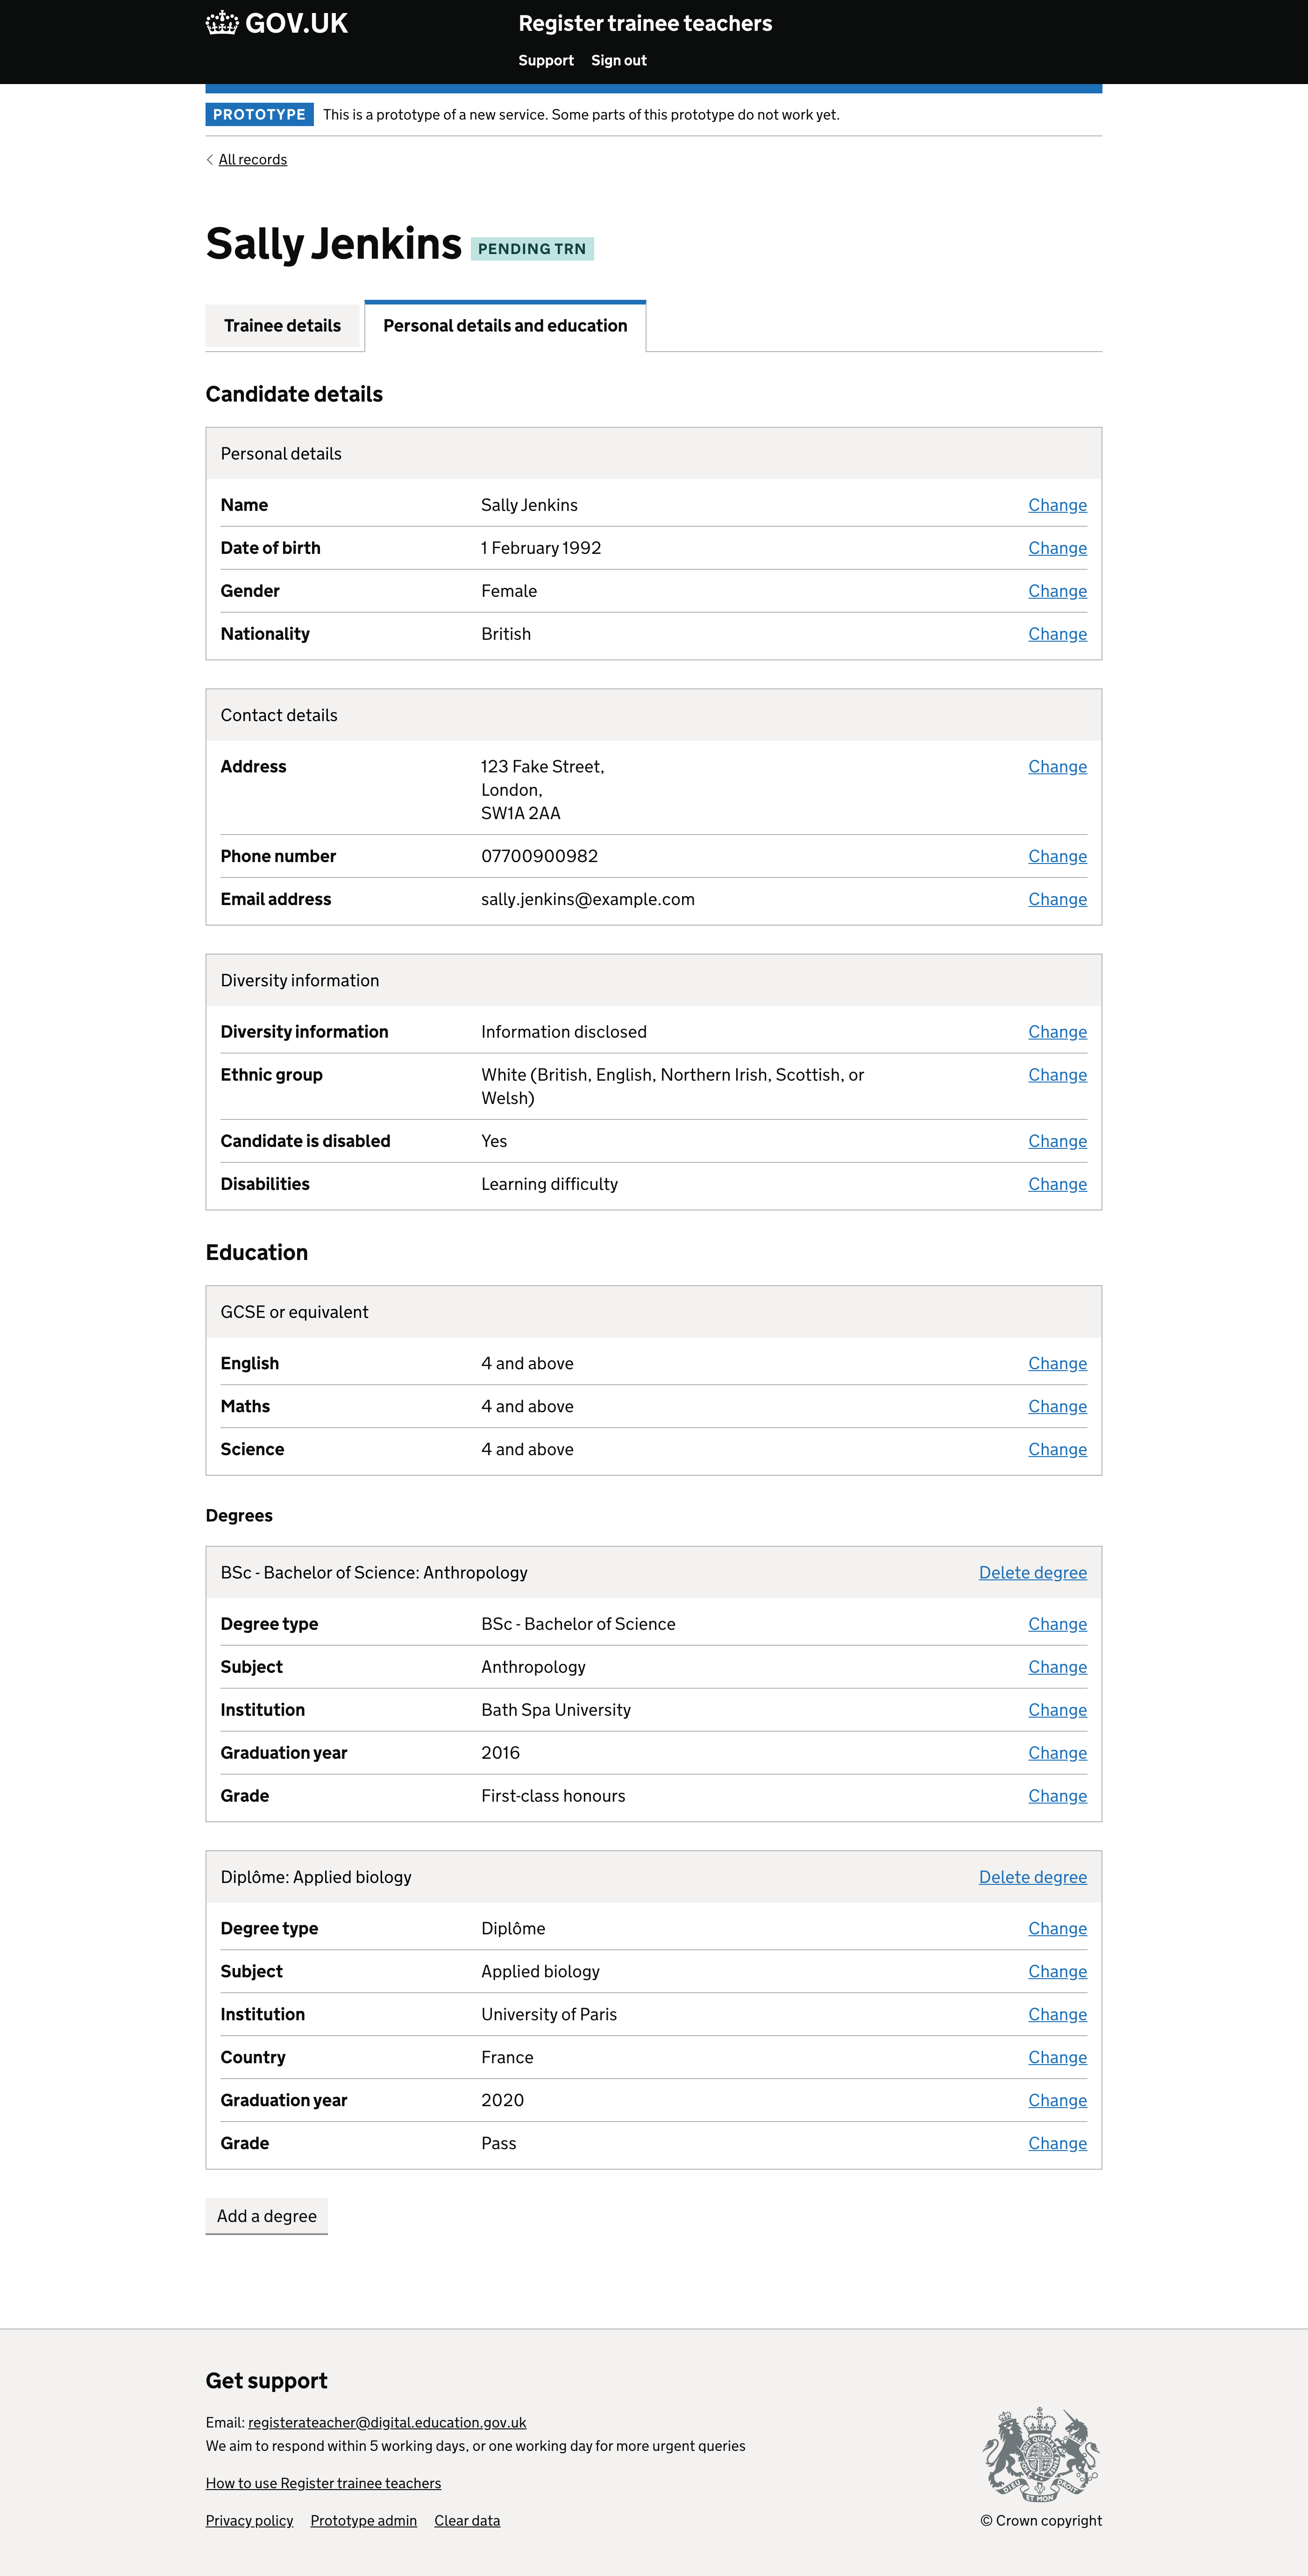 GOV.UK
Register trainee teachers
Support Sign out
PROTOTYPE This is a prototype of a new service. Some parts of this prototype do not work yet.
All records
Sally Jenkins PENDING TRN
Trainee details Personal details and education
Candidate details
Personal details
Name Sally Jenkins Change
Date of birth 1 February 1992 Change
Gender Female Change
Nationality British Change
Contact details
Address 123 Fake Street, Change
London,
SW1A 2AA
Phone number 07700900982 Change
Email address sally.jenkins@example.com Change
Diversity information
Diversity information Information disclosed Change
Ethnic group White (British, English, Northern Irish, Scottish, or Change
Welsh)
Candidate is disabled Yes Change
Disabilities Learning difficulty Change
Education
GCSE or equivalent
English 4 and above Change
Maths 4 and above Change
Science 4 and above Change
Degrees
BSc - Bachelor of Science: Anthropology Delete degree
Degree type BSc - Bachelor of Science Change
Subject Anthropology Change
Institution Bath Spa University Change
Graduation year 2016 Change
Grade First-class honours Change
Diplôme: Applied biology Delete degree
Degree type Diplôme Change
Subject Applied biology Change
Institution University of Paris Change
Country France Change
Graduation year 2020 Change
Grade Pass Change
Add a degree
Get support
Email: registerateacher@digital.education.gov.uk
We aim to respond within 5 working days, or one working day for more urgent queries
How to use Register trainee teachers
Privacy policy Prototype admin Clear data
DIEU ET MON DROIT
© Crown copyright